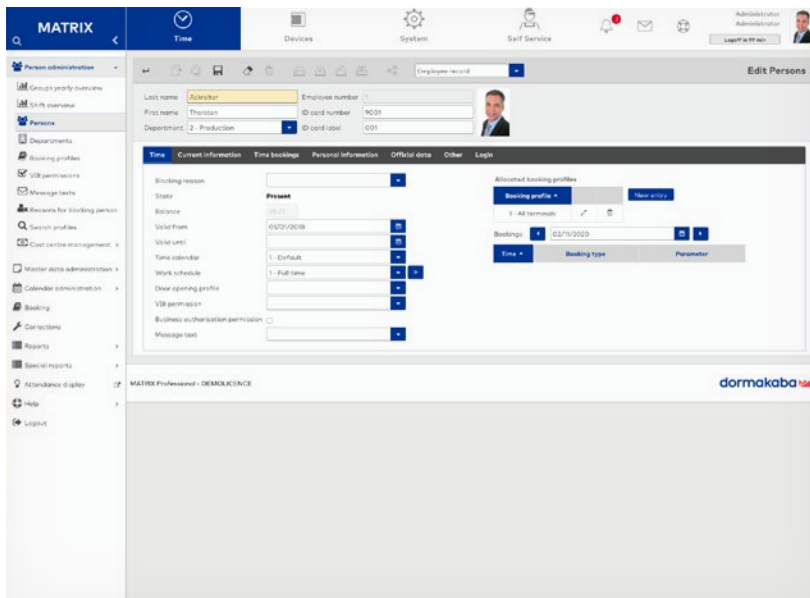 MATRIX
Time
Devices
System
Self Service
Administrator
Administrator
Logoff in 99 min
Person administration
Groups yearly overview
Shift overview
Persons
Departments
Booking profiles
VBI permissions
Message texts
Reasons for blocking person
Search profiles
Cost centre management
Master data administration
Calendar administration
Booking
Corrections
Reports
Special reports
Attendance display
Help
Logout
Employee record
Edit Persons
Last name
Employee number 1
First name Thorsten
ID card number 9001
Department 2 - Production
ID card label 001
Time Current information Time bookings Personal information Official data Other Login
Blocking reason
State Present
Balance
Valid from 01/2018
Valid until
Time calendar 1 - Default
Work schedule 1 - Full time
Door opening profile
VBI permission
Business authorisation permission
Message text
Allocated booking profiles
Booking profile New entry
1 - All terminals
Bookings 02/11/2020
Time Booking type Parameter
MATRIX Professional - DEMOLICENCE
dormakaba